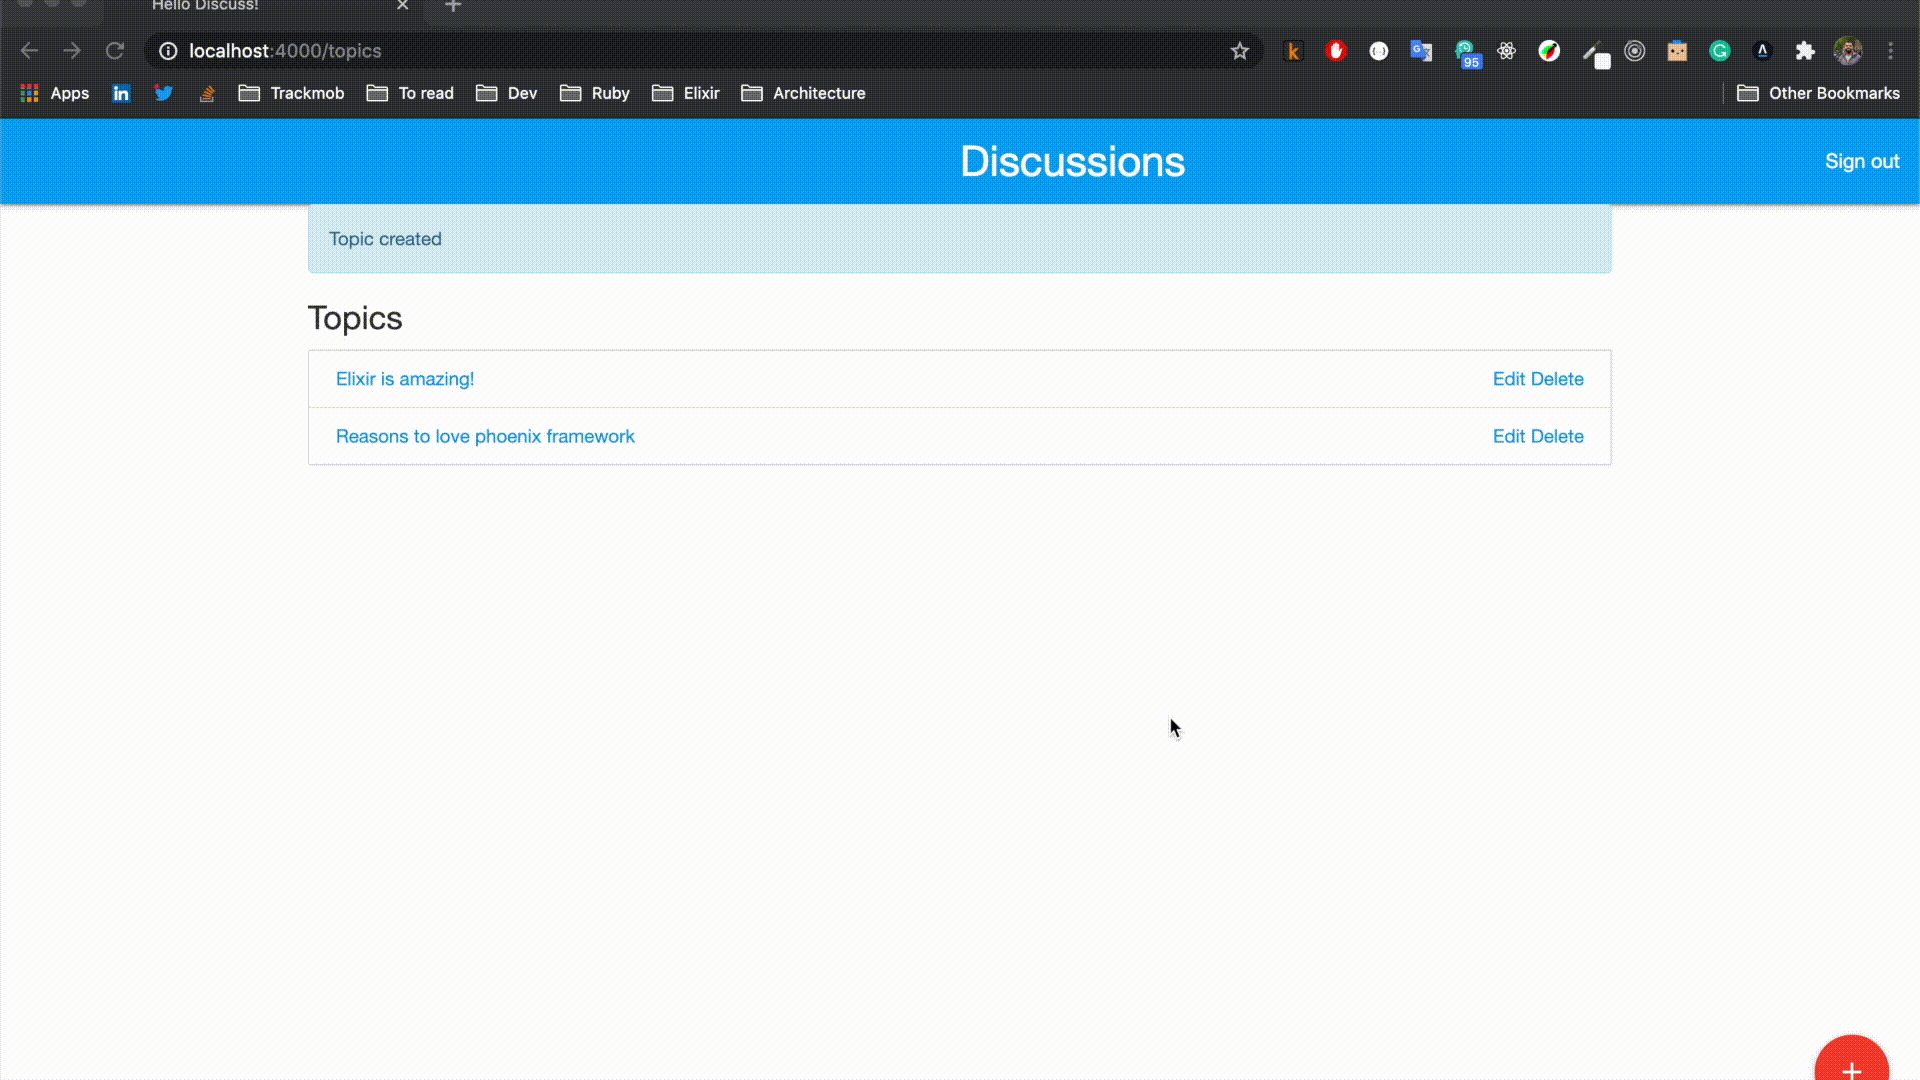 Hello Discuss!
localhost:4000/topics
95
Apps Trackmob To read Dev Ruby Elixir Architecture Other Bookmarks
Discussions Sign out
Topic created
Topics
Elixir is amazing! Edit Delete
Reasons to love phoenix framework Edit Delete